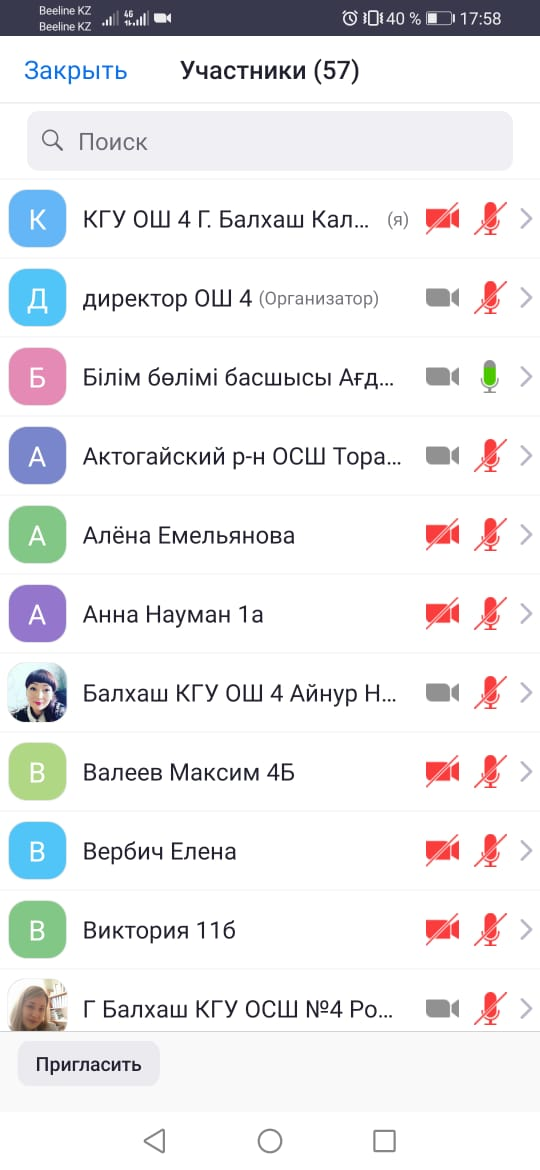 Beeline KZ
Beeline KZ
4G
40 %
17:58
Закрыть
Участники (57)
Поиск
К
КГУ ОШ 4 Г. Балхаш Кал... (я)
Д
директор ОШ 4 (Организатор)
Б
Білім бөлімі басшысы Ағд...
А
Актогайский р-н ОСШ Тора...
А
Алёна Емельянова
А
Анна Науман 1а
Балхаш КГУ ОШ 4 Айнур Н...
В
Валеев Максим 4Б
В
Вербич Елена
В
Виктория 11б
Г Балхаш КГУ ОСШ №4 Ро...
Пригласить